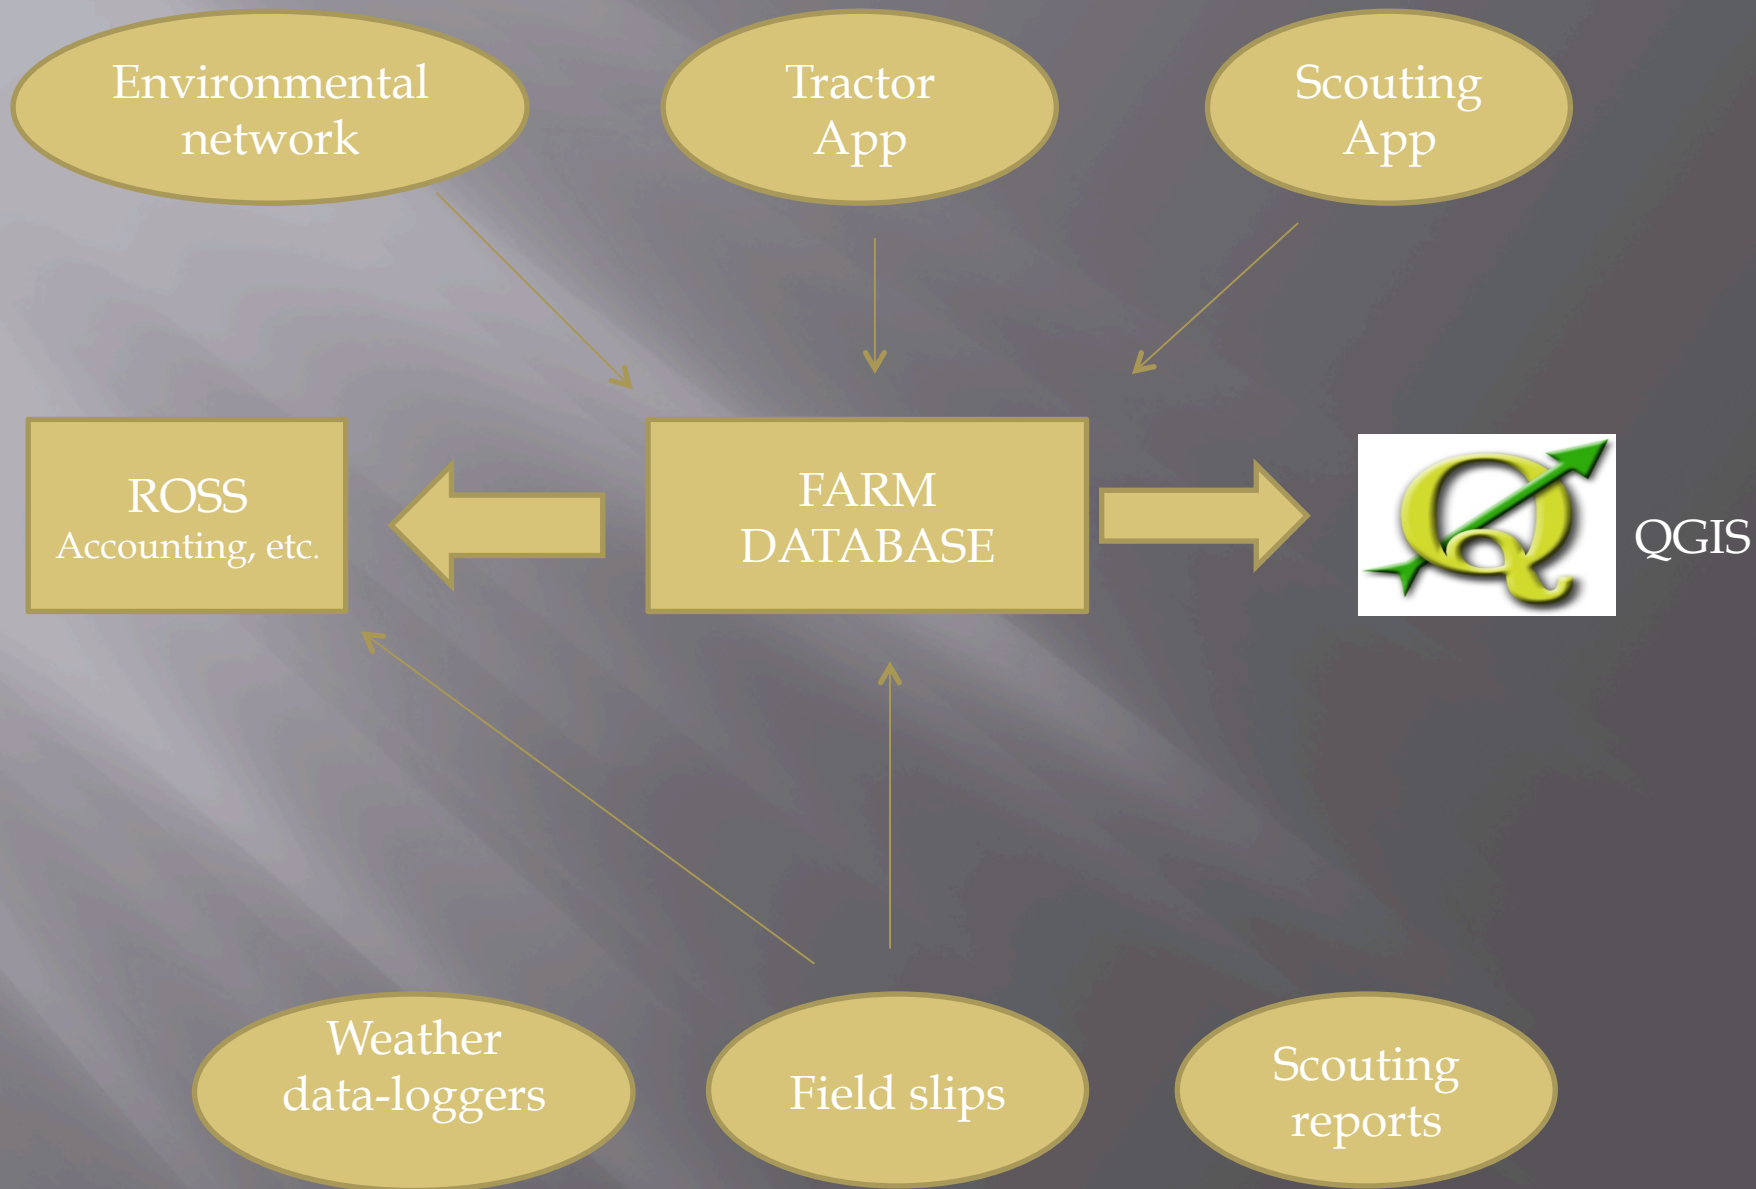 Environmental
network
Tractor
App
Scouting
App
ROSS
Accounting, etc.
FARM
DATABASE
QGIS
Weather
data-loggers
Field slips
Scouting
reports